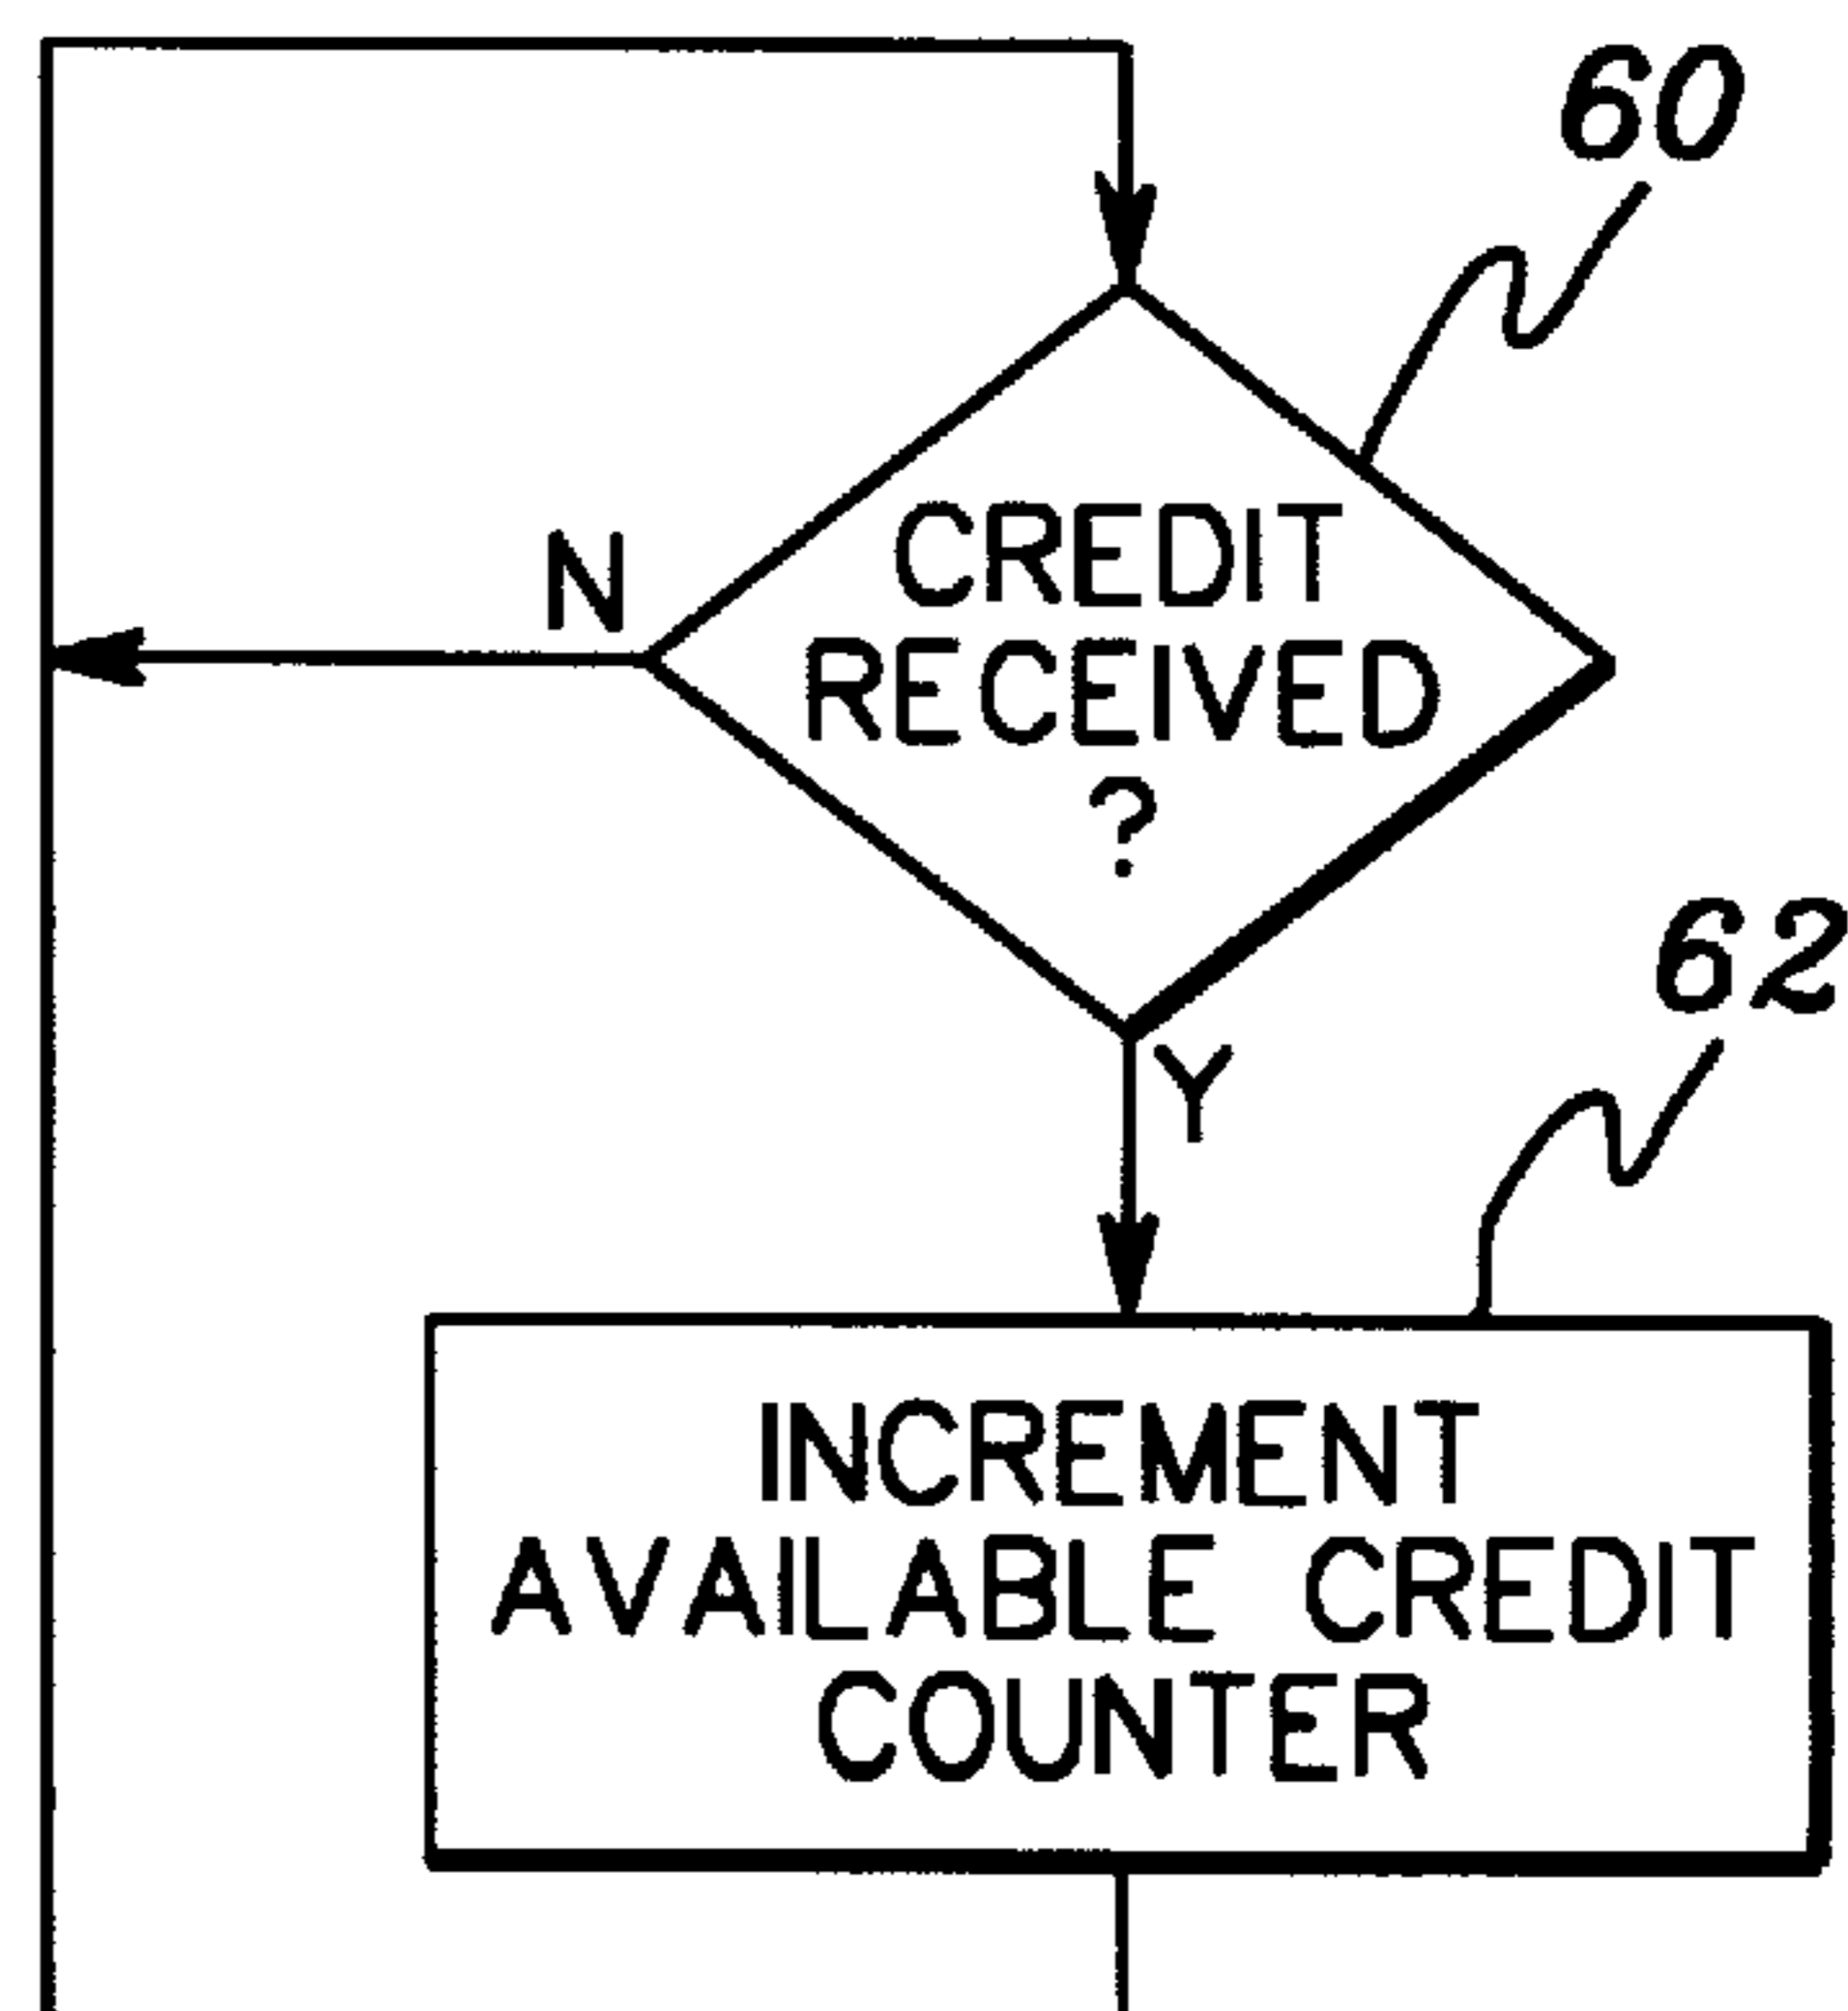 60
CREDIT
RECEIVED
?
N
Y
62
INCREMENT
AVAILABLE CREDIT
COUNTER